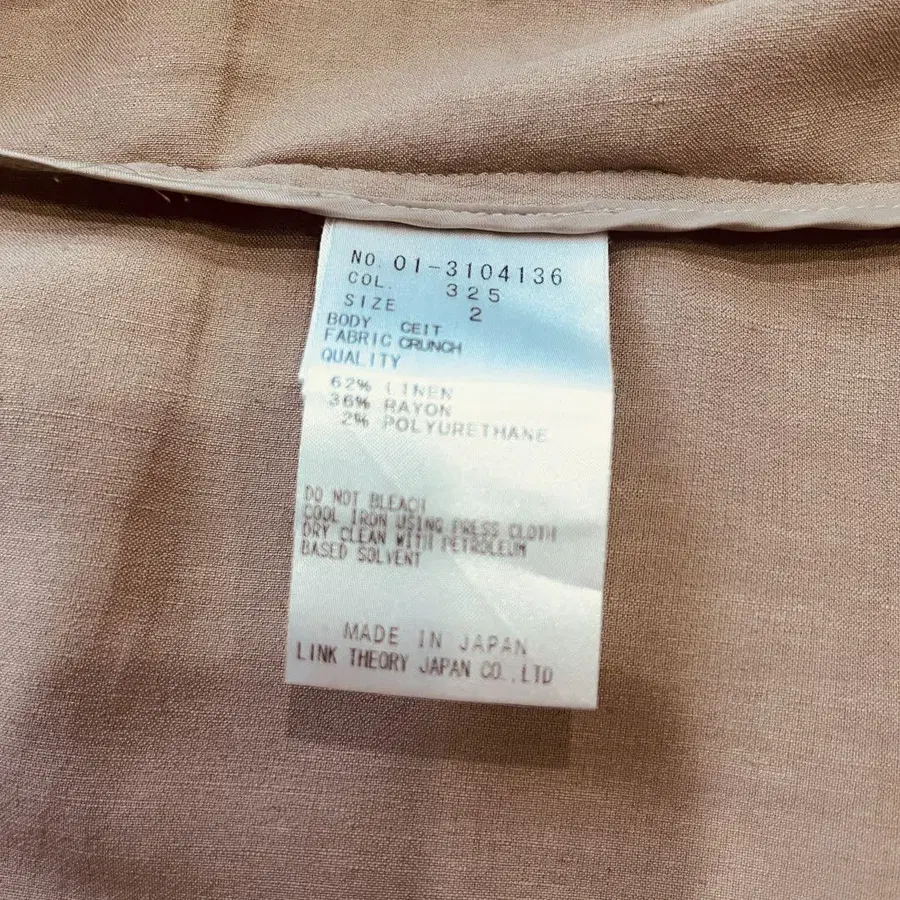 NO. 01-3104136
COL. 325
SIZE 2
BODY CEIT
FABRIC CRUNCH
QUALITY
62% LINEN
36% RAYON
2% POLYURETHANE
DO NOT BLEACH
COOL IRON USING PRESS CLOTH
DRY CLEAN WITH PETROLEUM
BASED SOLVENT
MADE IN JAPAN
LINK THEORY JAPAN CO.,LTD